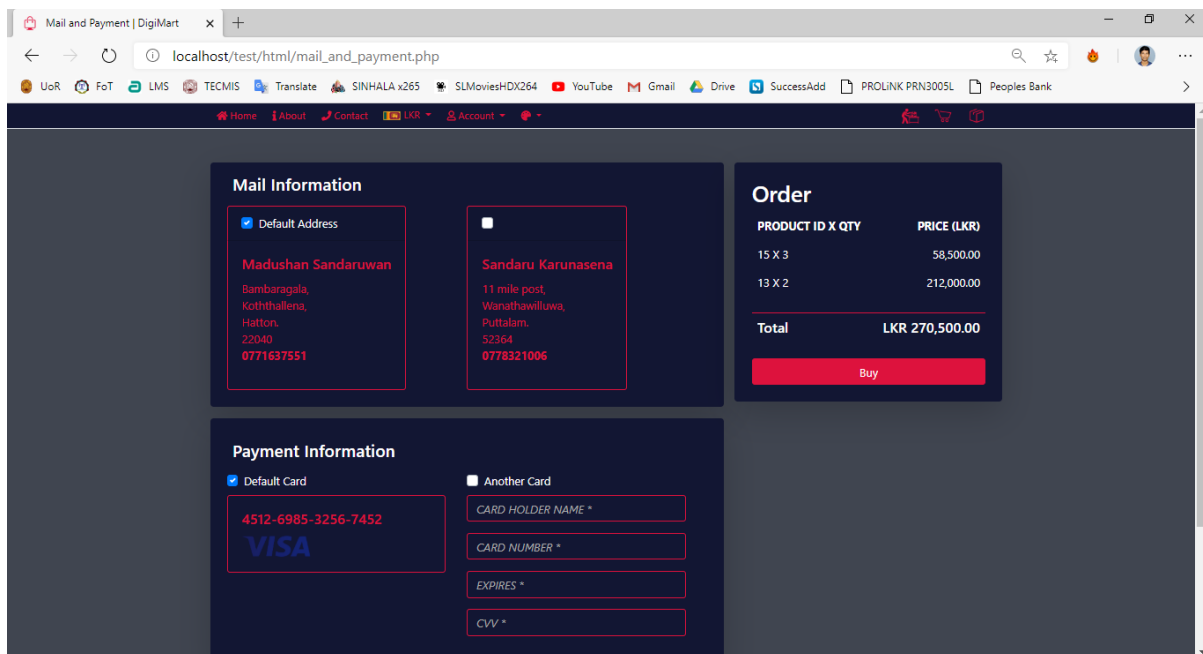 Mail and Payment | DigiMart
localhost/test/html/mail_and_payment.php
UoR FoT LMS TECMIS Translate SINHALA x265 SLMoviesHDX264 YouTube Gmail Drive SuccessAdd PROLiNK PRN3005L Peoples Bank
Home About Contact LKR Account
Mail Information
Default Address
Madushan Sandaruwan
Bambaragala,
Koththallena,
Hatton.
22040
0771637551
Sandaru Karunasena
11 mile post,
Wanathawilluwa,
Puttalam.
52364
0778321006
Order
PRODUCT ID X QTY PRICE (LKR)
15 X 3 58,500.00
13 X 2 212,000.00
Total LKR 270,500.00
Buy
Payment Information
Default Card
4512-6985-3256-7452
VISA
Another Card
CARD HOLDER NAME *
CARD NUMBER *
EXPIRES *
CVV *